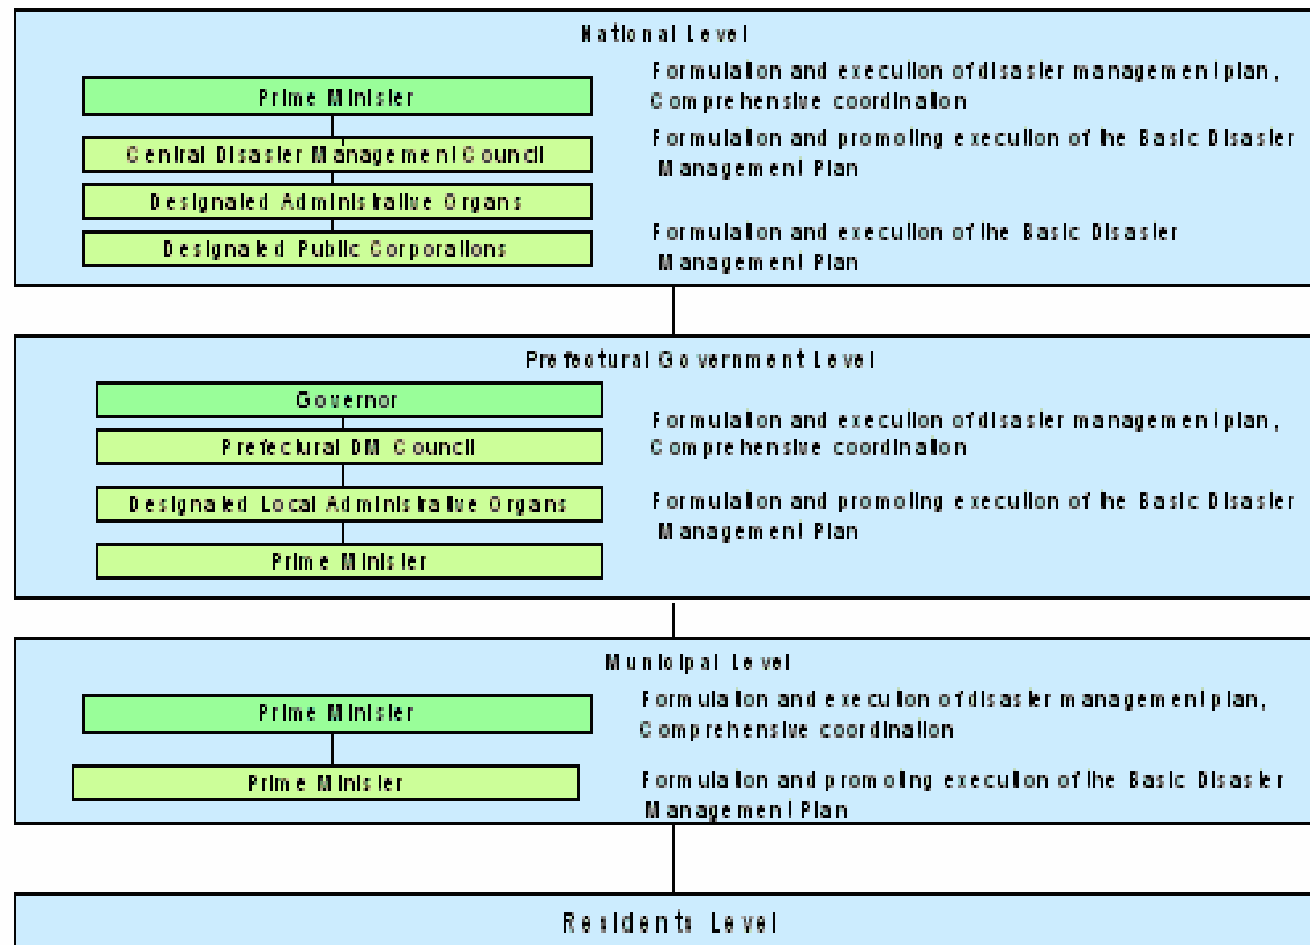 National Level
Prime Minister
Formulation and execution of disaster management plan,
Comprehensive coordination
Central Disaster Management Council
Formulation and promoting execution of the Basic Disaster
Management Plan
Designated Administrative Organs
Designated Public Corporations
Formulation and execution of the Basic Disaster
Management Plan
Prefectural Government Level
Governor
Prefectural DM Council
Formulation and execution of disaster management plan,
Comprehensive coordination
Designated Local Administrative Organs
Formulation and promoting execution of the Basic Disaster
Management Plan
Prime Minister
Municipal Level
Prime Minister
Formulation and execution of disaster management plan,
Comprehensive coordination
Prime Minister
Formulation and promoting execution of the Basic Disaster
Management Plan
Residents Level